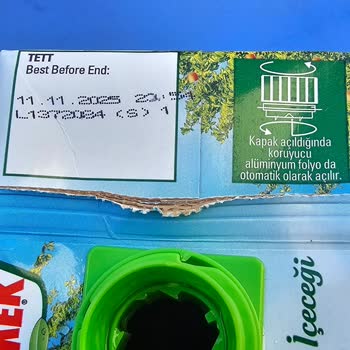 TETT
Best Before End:
11.11.2025
L1372084 (S) 1
Kapak açıldığında
koruyucu
alüminyum folyo da
otomatik olarak açılır.
İçeceği
MEK